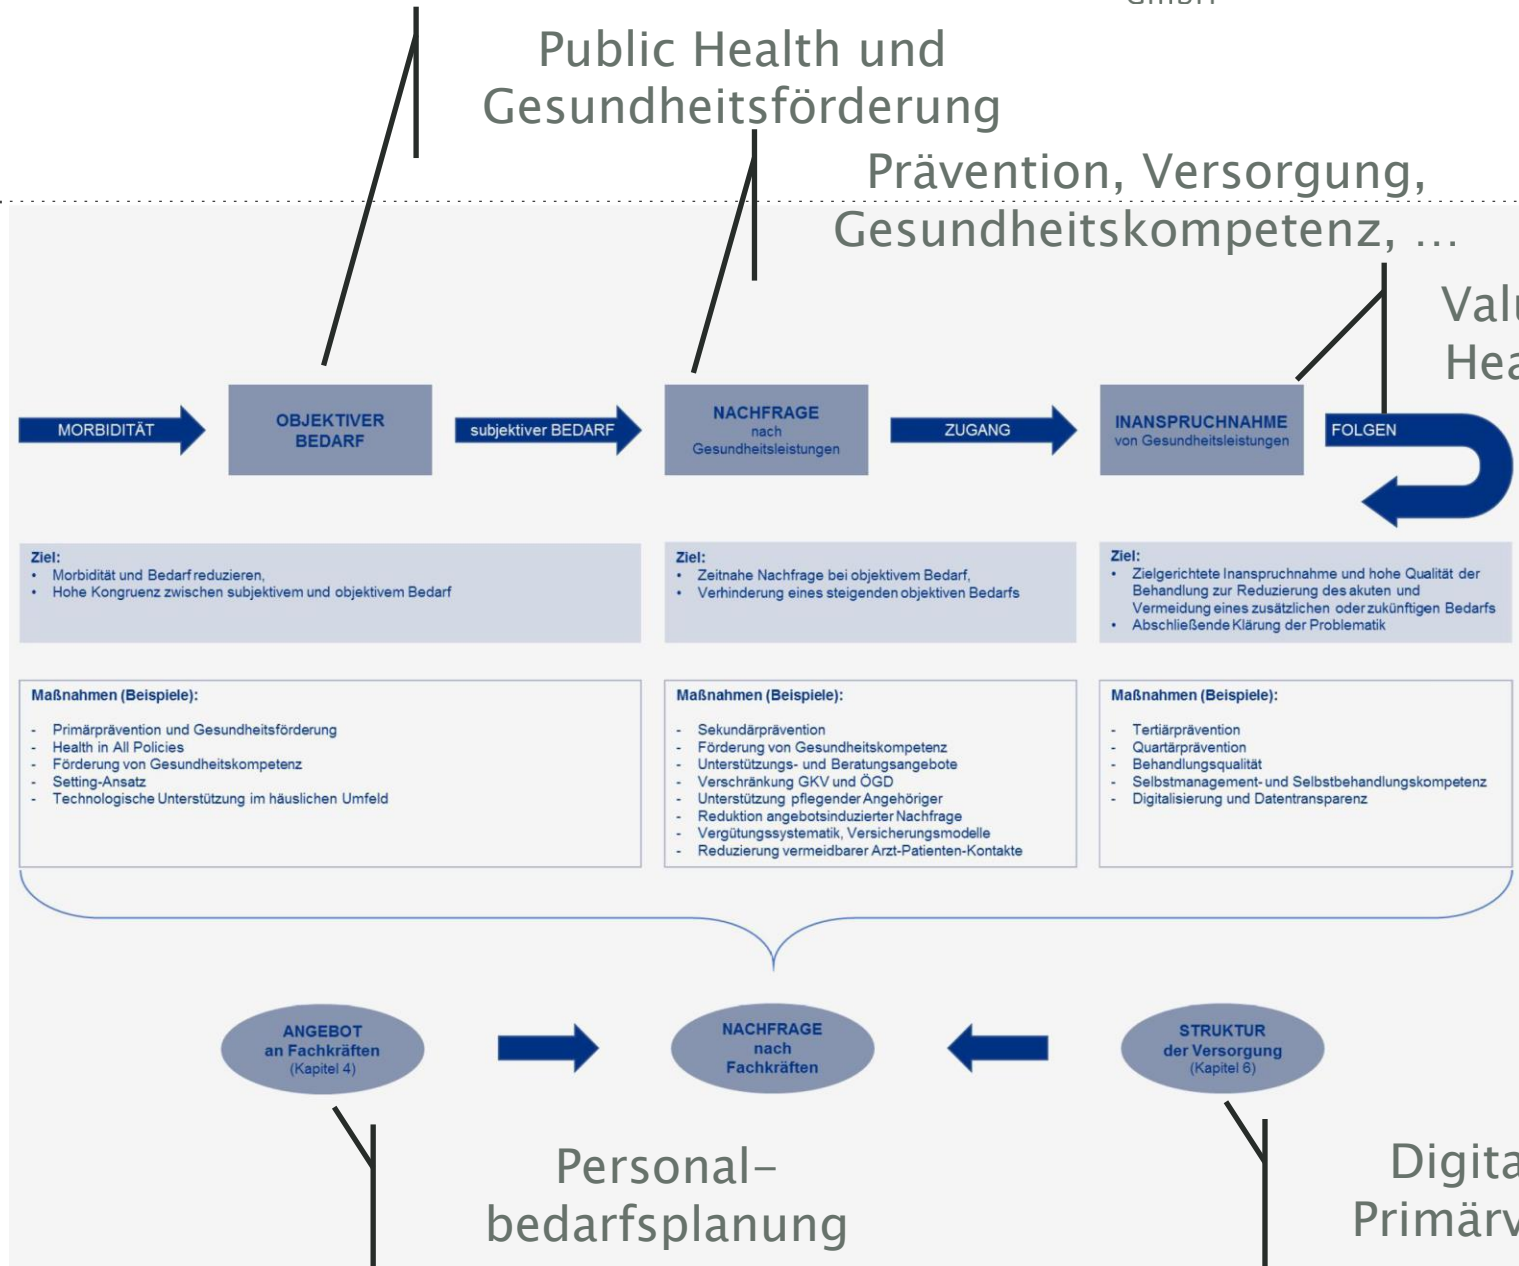 Public Health und
Gesundheitsförderung
Prävention, Versorgung,
Gesundheitskompetenz, …
MORBIDITÄT
OBJEKTIVER
BEDARF
subjektiver BEDARF
NACHFRAGE
nach
Gesundheitsleistungen
ZUGANG
INANSPRUCHNAHME
von Gesundheitsleistungen
FOLGEN
Ziel:
• Morbidität und Bedarf reduzieren,
• Hohe Kongruenz zwischen subjektivem und objektivem Bedarf
Ziel:
• Zeitnahe Nachfrage bei objektivem Bedarf,
• Verhinderung eines steigenden objektiven Bedarfs
Ziel:
• Zielgerichtete Inanspruchnahme und hohe Qualität der
Behandlung zur Reduzierung des akuten und
Vermeidung eines zusätzlichen oder zukünftigen Bedarfs
• Abschließende Klärung der Problematik
Maßnahmen (Beispiele):
- Primärprävention und Gesundheitsförderung
- Health in All Policies
- Förderung von Gesundheitskompetenz
- Setting-Ansatz
- Technologische Unterstützung im häuslichen Umfeld
Maßnahmen (Beispiele):
- Sekundärprävention
- Förderung von Gesundheitskompetenz
- Unterstützungs- und Beratungsangebote
- Verschränkung GKV und ÖGD
- Unterstützung pflegender Angehöriger
- Reduktion angebotsinduzierter Nachfrage
- Vergütungssystematik, Versicherungsmodelle
- Reduzierung vermeidbarer Arzt-Patienten-Kontakte
Maßnahmen (Beispiele):
- Tertiärprävention
- Quartärprävention
- Behandlungsqualität
- Selbstmanagement- und Selbstbehandlungskompetenz
- Digitalisierung und Datentransparenz
ANGEBOT
an Fachkräften
(Kapitel 4)
NACHFRAGE
nach
Fachkräften
STRUKTUR
der Versorgung
(Kapitel 6)
Personal-
bedarfsplanung